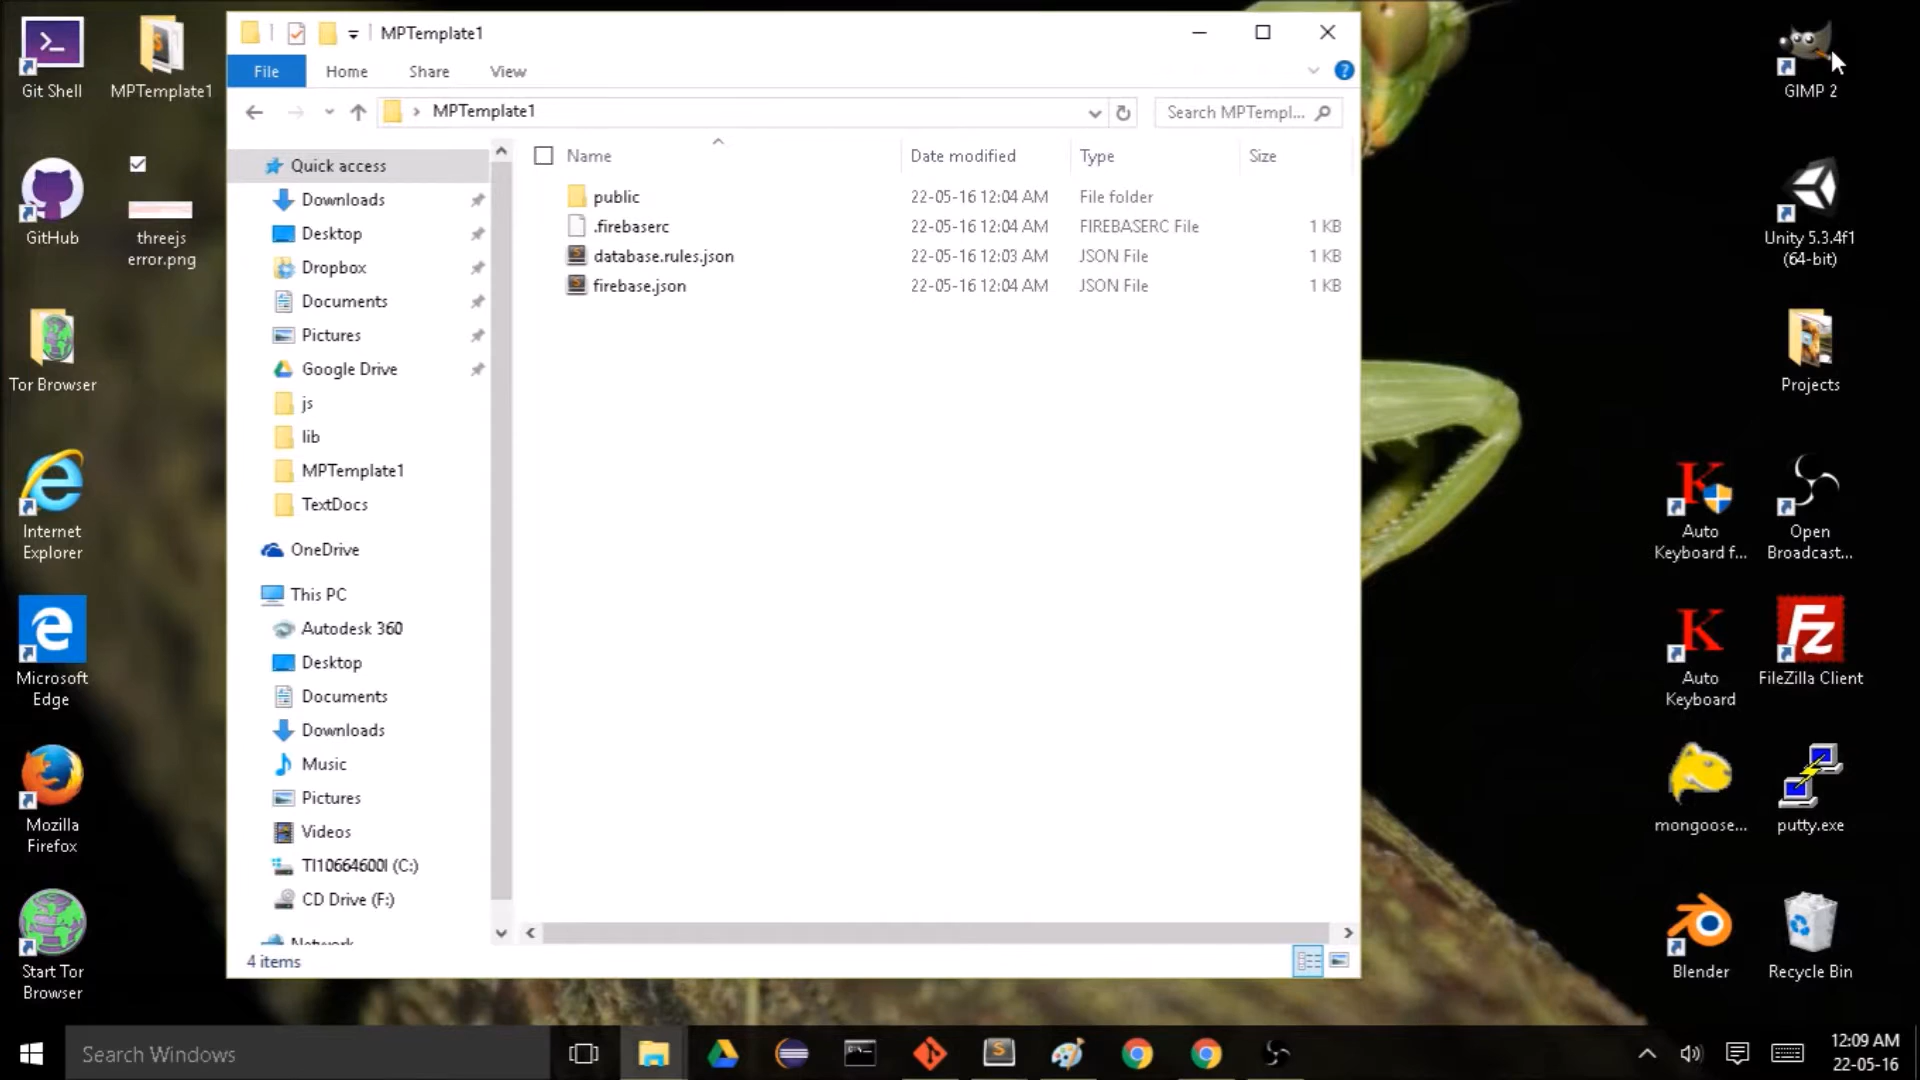 Git Shell
MPTemplate1
GitHub
threejs
error.png
Tor Browser
Internet
Explorer
Microsoft
Edge
Mozilla
Firefox
Start Tor
Browser
MPTemplate1
File
Home
Share
View
MPTemplate1
Search MPTempl...
Name
Date modified
Type
Size
public
22-05-16 12:04 AM
File folder
.firebaserc
22-05-16 12:04 AM
FIREBASERC File
1 KB
database.rules.json
22-05-16 12:03 AM
JSON File
1 KB
firebase.json
22-05-16 12:04 AM
JSON File
1 KB
Quick access
Downloads
Desktop
Dropbox
Documents
Pictures
Google Drive
js
lib
MPTemplate1
TextDocs
OneDrive
This PC
Autodesk 360
Desktop
Documents
Downloads
Music
Pictures
Videos
TI10664600I (C:)
CD Drive (F:)
Network
4 items
GIMP 2
Unity 5.3.4f1
(64-bit)
Projects
Auto
Keyboard f...
Open
Broadcast...
Auto
Keyboard
FileZilla Client
mongoose...
putty.exe
Blender
Recycle Bin
Search Windows
12:09 AM
22-05-16